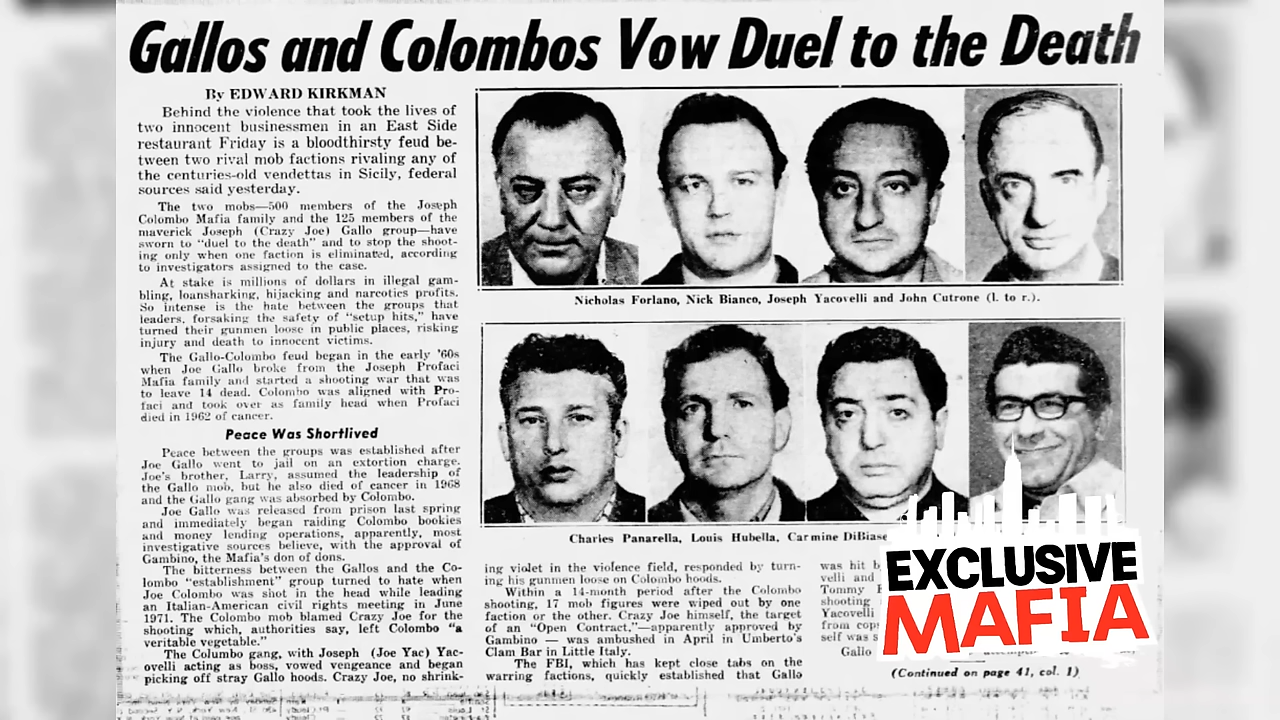 Gallos and Colombos Vow Duel to the Death
By EDWARD KIRKMAN
Behind the violence that took the lives of
two innocent businessmen in an East Side
restaurant Friday is a bloodthirsty feud be-
tween two rival mob factions rivaling any of
the centuries-old vendettas in Sicily, federal
sources said yesterday.
The two mobs—500 members of the Joseph
Colombo Mafia family and the 125 members of the
maverick Joseph (Crazy Joe) Gallo group—have
sworn to "duel to the death" and to stop the shoot-
ing only when one faction is eliminated, according
to investigators assigned to the case.
At stake is millions of dollars in illegal gam-
bling, loansharking, hijacking and narcotics profits.
So intense is the hate between the groups that
leaders, forsaking the safety of "setup hits," have
turned their gunmen loose in public places, risking
injury and death to innocent victims.
The Gallo-Colombo feud began in the early '60s
when Joe Gallo broke from the Joseph Profaci
Mafia family and started a shooting war that was
to leave 14 dead. Colombo was aligned with Pro-
faci and took over as family head when Profaci
died in 1962 of cancer.
Peace Was Shortlived
Peace between the groups was established after
Joe Gallo went to jail on an extortion charge.
Joe's brother, Larry, assumed the leadership of
the Gallo mob, but he also died of cancer in 1968
and the Gallo gang was absorbed by Colombo.
Joe Gallo was released from prison last spring
and immediately began raiding Colombo bookies
and money lending operations, apparently, most
investigative sources believe, with the approval of
Gambino, the Mafia's don of dons.
The bitterness between the Gallos and the Co-
lombo "establishment" group turned to hate when
Joe Colombo was shot in the head while leading
an Italian-American civil rights meeting in June
1971. The Colombo mob blamed Crazy Joe for the
shooting which, authorities say, left Colombo "a
veritable vegetable."
The Columbo gang, with Joseph (Joe Yac) Yac-
ovelli acting as boss, vowed vengeance and began
picking off stray Gallo hoods. Crazy Joe, no shrink-
Nicholas Forlano, Nick Bianco, Joseph Yacovelli and John Cutrone (l. to r.).
Charles Panarella, Louis Hubella, Carmine DiBiase
ing violet in the violence field, responded by turn-
ing his gunmen loose on Colombo hoods.
Within a 14-month period after the Colombo
shooting, 17 mob figures were wiped out by one
faction or the other. Crazy Joe himself, the target
of an "Open Contract,"—apparently approved by
Gambino — was ambushed in April in Umberto's
Clam Bar in Little Italy.
The FBI, which has kept close tabs on the
warring factions, quickly established that Gallo
was hit b
velli and
Tommy
shooting
Yacovelli
from cops
self was s
Gallo
(Continued on page 41, col. 1)
EXCLUSIVE
MAFIA